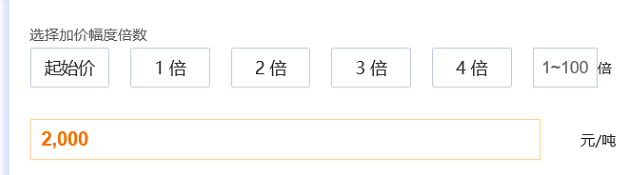 选择加价幅度倍数
起始价 1 倍 2 倍 3 倍 4 倍 1~100 倍
2,000 元/吨